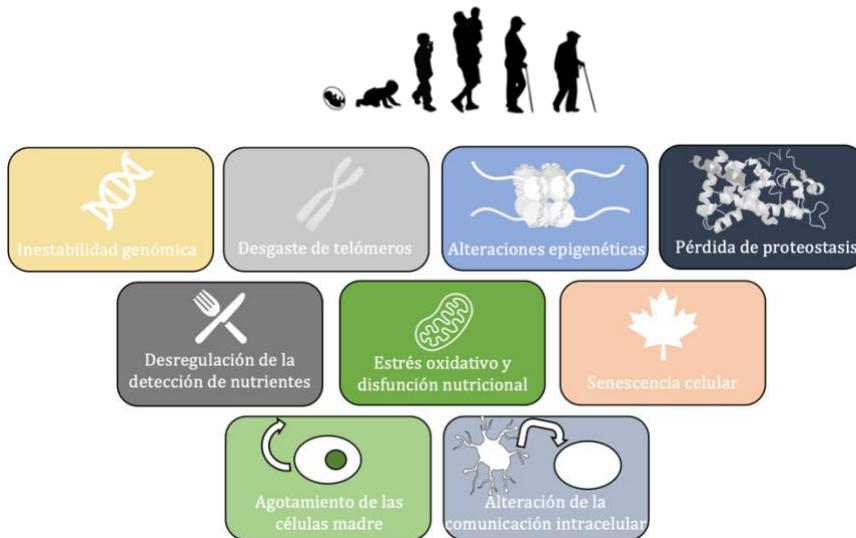 Inestabilidad genómica
Desgaste de telómeros
Alteraciones epigenéticas
Pérdida de proteostasis
Desregulación de la
detección de nutrientes
Estrés oxidativo y
disfunción nutricional
Senescencia celular
Agotamiento de las
células madre
Alteración de la
comunicación intracelular